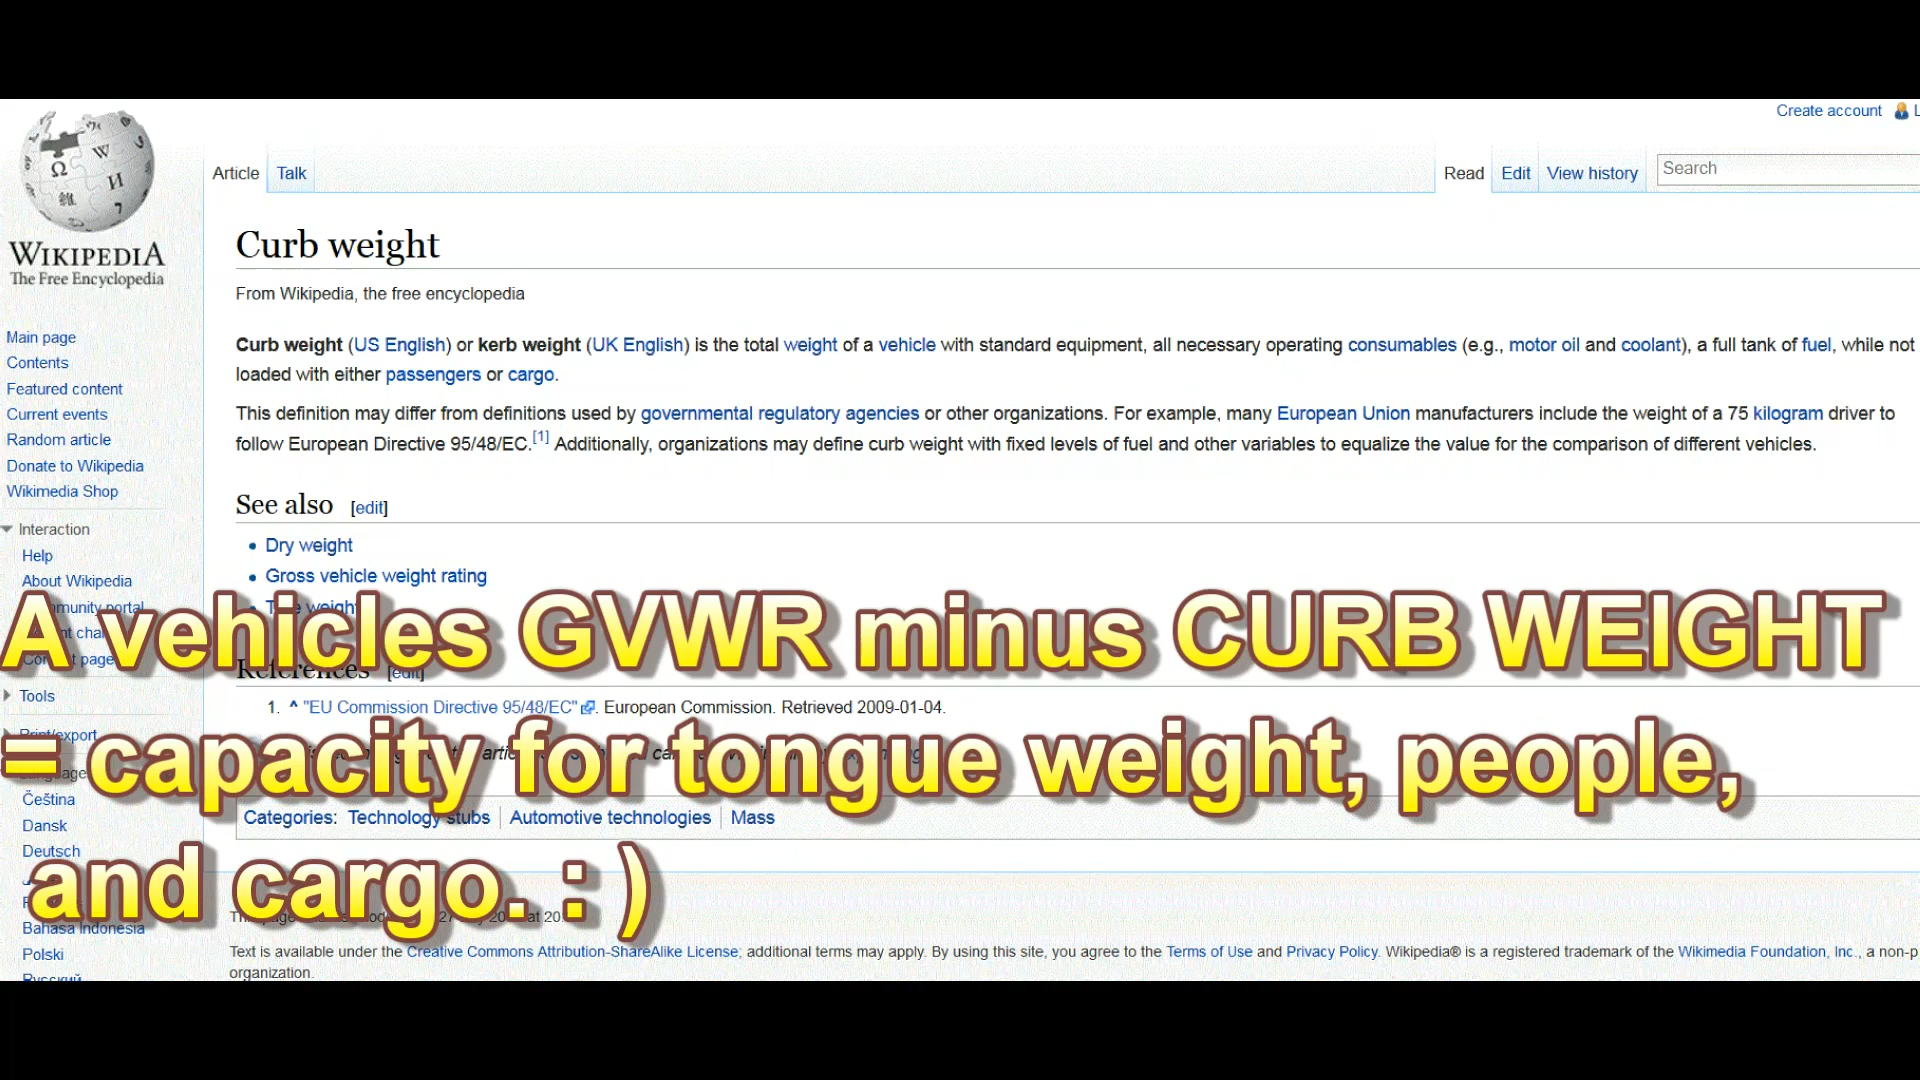 Create account
Article Talk Read Edit View history Search
WIKIPEDIA
The Free Encyclopedia
Main page
Contents
Featured content
Current events
Random article
Donate to Wikipedia
Wikimedia Shop
Interaction
Help
About Wikipedia
Tools
Print/export
Čeština
Dansk
Deutsch
Bahasa Indonesia
Polski
Русский
Curb weight
From Wikipedia, the free encyclopedia
Curb weight (US English) or kerb weight (UK English) is the total weight of a vehicle with standard equipment, all necessary operating consumables (e.g., motor oil and coolant), a full tank of fuel, while not
loaded with either passengers or cargo.
This definition may differ from definitions used by governmental regulatory agencies or other organizations. For example, many European Union manufacturers include the weight of a 75 kilogram driver to
follow European Directive 95/48/EC.[1] Additionally, organizations may define curb weight with fixed levels of fuel and other variables to equalize the value for the comparison of different vehicles.
See also [edit]
• Dry weight
• Gross vehicle weight rating
A vehicles GVWR minus CURB WEIGHT
References [edit]
1. ^ "EU Commission Directive 95/48/EC". European Commission. Retrieved 2009-01-04.
= capacity for tongue weight, people,
Categories: Technology stubs | Automotive technologies | Mass
and cargo. : )
Text is available under the Creative Commons Attribution-ShareAlike License; additional terms may apply. By using this site, you agree to the Terms of Use and Privacy Policy. Wikipedia® is a registered trademark of the Wikimedia Foundation, Inc., a non-p
organization.